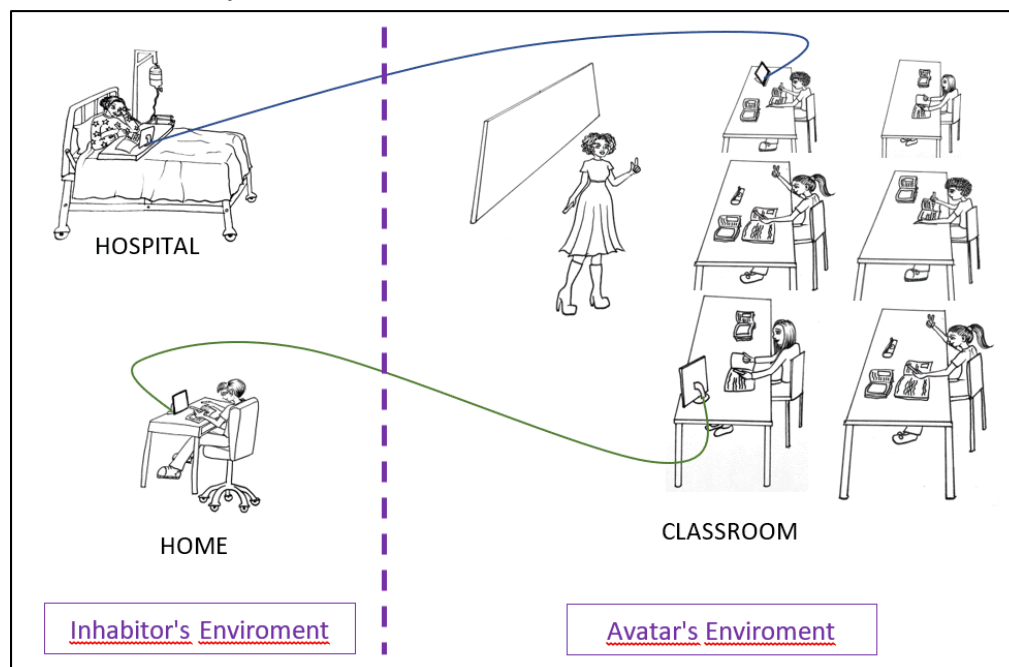 HOSPITAL
HOME
CLASSROOM
Inhabitor's Enviroment
Avatar's Enviroment